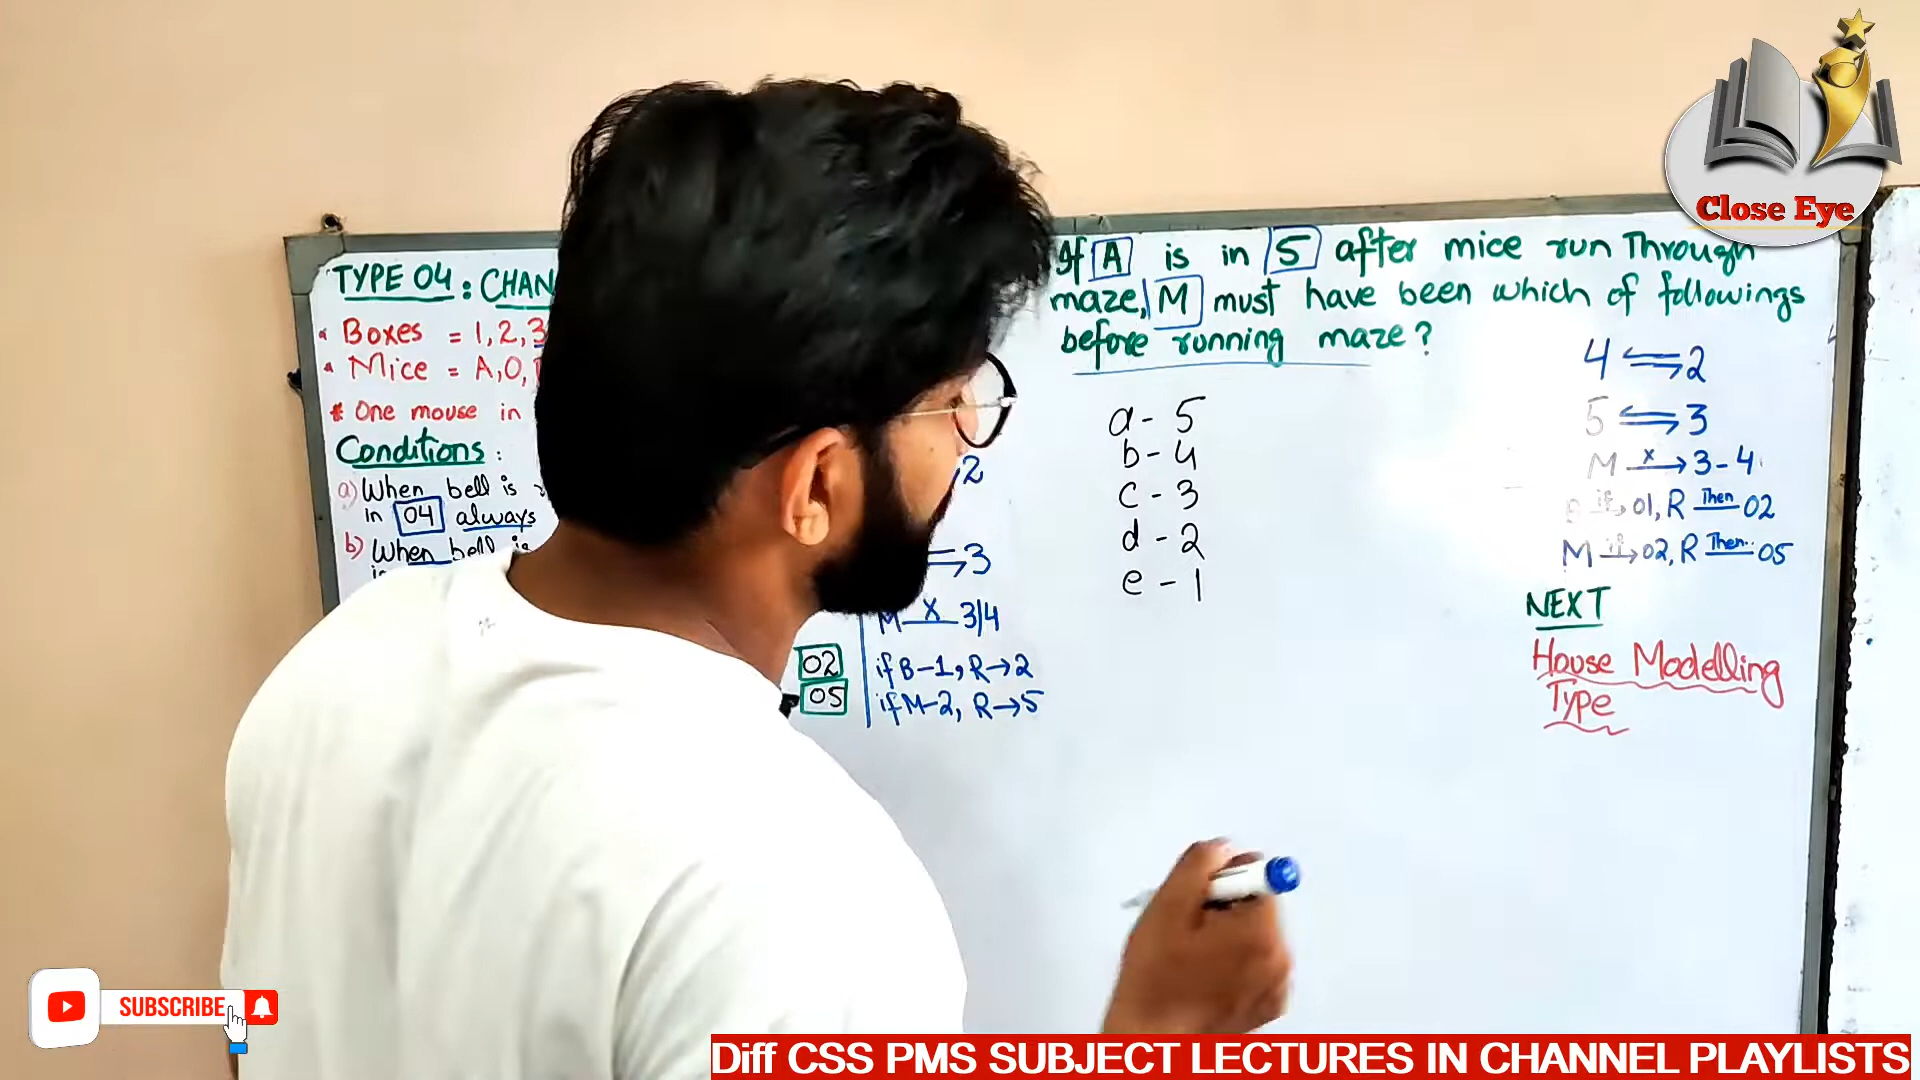 TYPE 04 : CHAN
Boxes = 1, 2, 3
Mice = A, O,
# One mouse in
Conditions :
a) When bell is
in 04 always
b) When bell is
2
3
M X 3/4
02
if B-1, R→2
05
if M-2, R→5
If A is in 5 after mice run Through
maze, M must have been which of followings
before running maze?
a - 5
b - 4
c - 3
d - 2
e - 1
4 ⇌ 2
5 ⇌ 3
M x→ 3-4
if→ 01, R Then 02
M if→ 02, R Then 05
NEXT
House Modelling
Type
Close Eye
SUBSCRIBE
Diff CSS PMS SUBJECT LECTURES IN CHANNEL PLAYLISTS